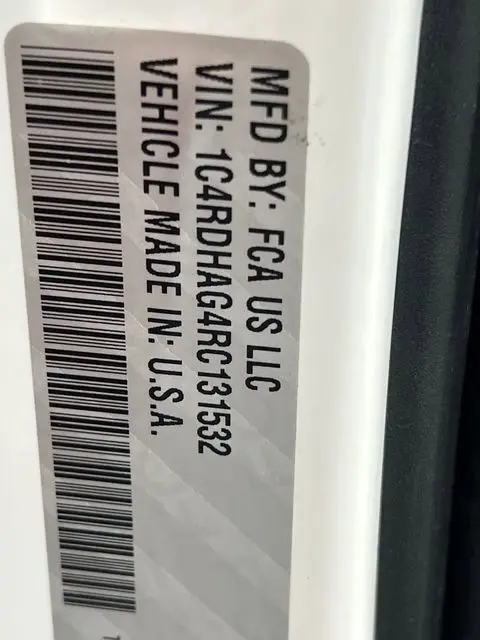 MFD BY: FCA US LLC
VIN: 1C4RDHAG4RC131532
VEHICLE MADE IN: U.S.A.